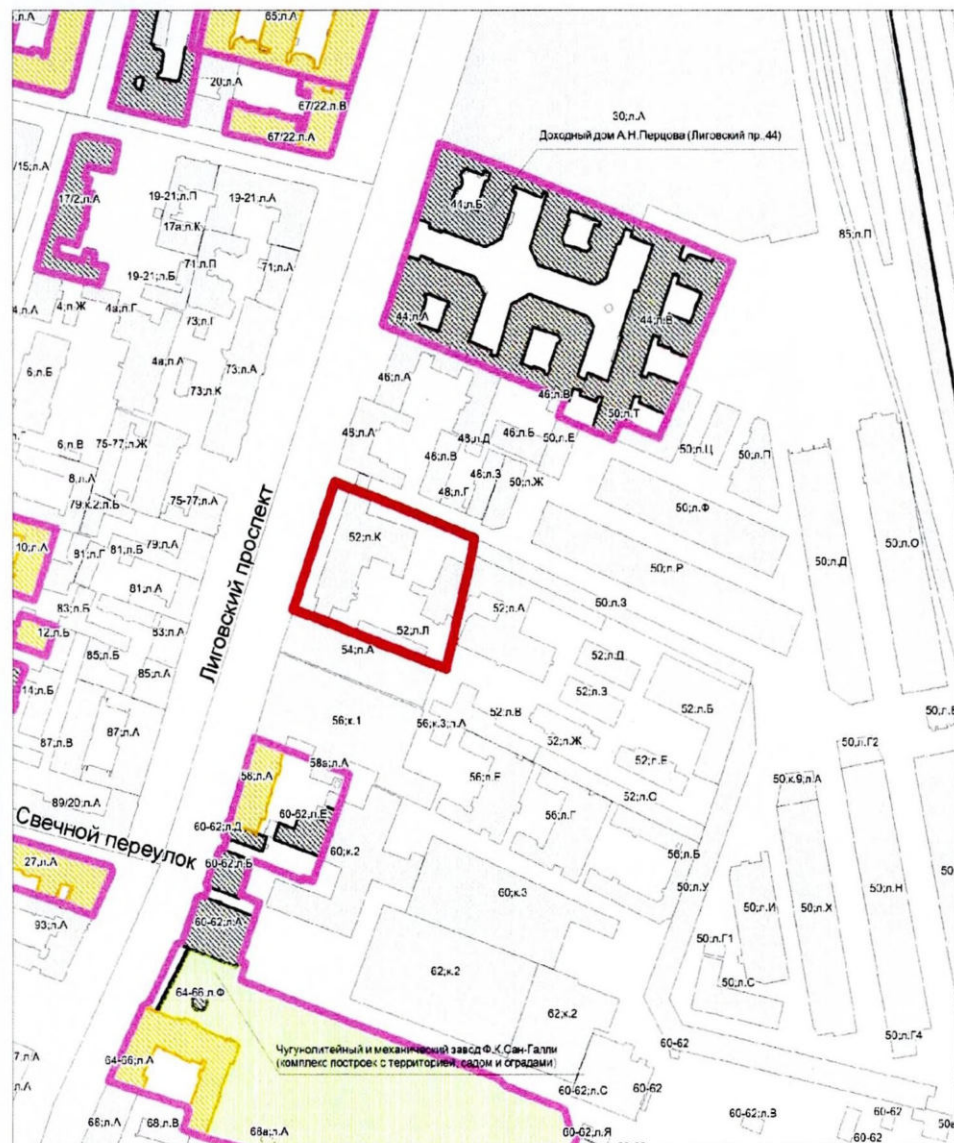 65;л.А
20;л.А
67/22;л.В
67/22;л.А
30;л.А
Доходный дом А.Н.Перцова (Лиговский пр.,44)
/15;л.А
17/2;л.А
19-21;л.П
19-21;л.А
17а;л.К
44;л.Б
85;л.П
71;л.П
71;л.А
19-21;л.Б
4;л.Ж
4а;л.Г
73;л.Г
44;л.А
44;л.В
6;л.Б
4а;л.А
73;л.А
73;л.К
46;л.А
46;л.В
50;л.Т
6;л.В
75-77;л.Ж
48;л.А
48;л.Д
46;л.Б
50;л.Е
50;л.Ц
50;л.П
8;л.А
46;л.В
48;л.З
79;к.2;л.Б
75-77;л.А
48;л.Г
50;л.Ж
50;л.Ф
10;л.А
81;л.Г
81;л.Б
79;л.А
52;л.К
50;л.О
50;л.Д
81;л.А
50;л.Р
Лиговский проспект
83;л.Б
50;л.З
12;л.Б
83;л.А
52;л.Л
52;л.А
85;л.Б
54;л.А
52;л.Д
14;л.Б
85;л.А
52;л.З
52;л.Б
87;л.В
87;л.А
56;к.1
56;к.3;л.А
52;л.В
52;л.Ж
50;л.Г2
58а;л.А
52;л.Е
58;л.А
56;л.Е
50;к.9;л.А
89/20;л.А
52;л.С
Свечной переулок
60-62;л.Е
56;л.Г
60-62;л.Д
60;к.2
56;л.Б
27;л.А
60-62;л.Б
60;к.3
50;л.У
50;л.Н
93;л.А
60-62;л.А
50;л.И
50;л.Х
50;л.Г1
62;к.2
50;л.С
64-66;л.Ф
62;к.2
50;л.Г4
Чугунолитейный и механический завод Ф.К.Сан-Галли
(комплекс построек с территорией, садом и оградами)
60-62
64-66;л.А
60-62;л.С
60-62
60-62;л.В
60-62
68;л.А
68;л.В
68а;л.А
60-62;л.Я
60-62